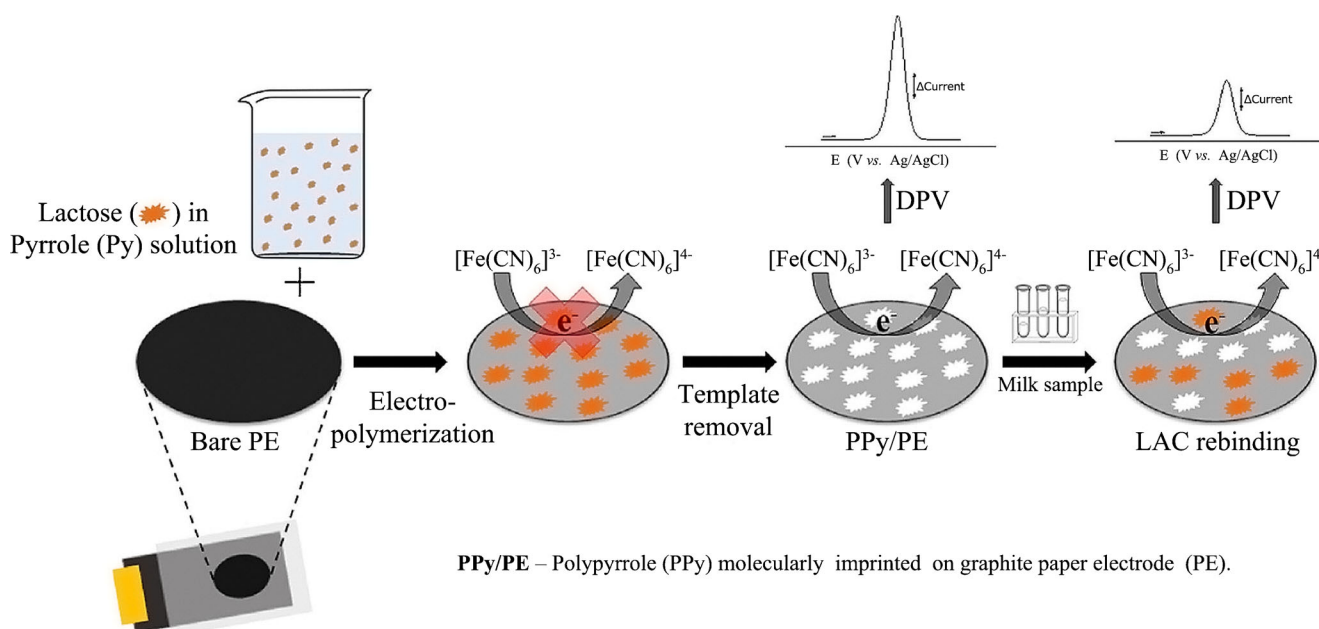 ΔCurrent
E (V vs. Ag/AgCl)
DPV
ΔCurrent
E (V vs. Ag/AgCl)
DPV
Lactose ( ) in
Pyrrole (Py) solution
+
Bare PE
Electro-
polymerization
[Fe(CN)₆]³⁻ [Fe(CN)₆]⁴⁻
e⁻
Template
removal
[Fe(CN)₆]³⁻ [Fe(CN)₆]⁴⁻
e⁻
PPy/PE
Milk sample
[Fe(CN)₆]³⁻ [Fe(CN)₆]⁴
e⁻
LAC rebinding
PPy/PE – Polypyrrole (PPy) molecularly imprinted on graphite paper electrode (PE).